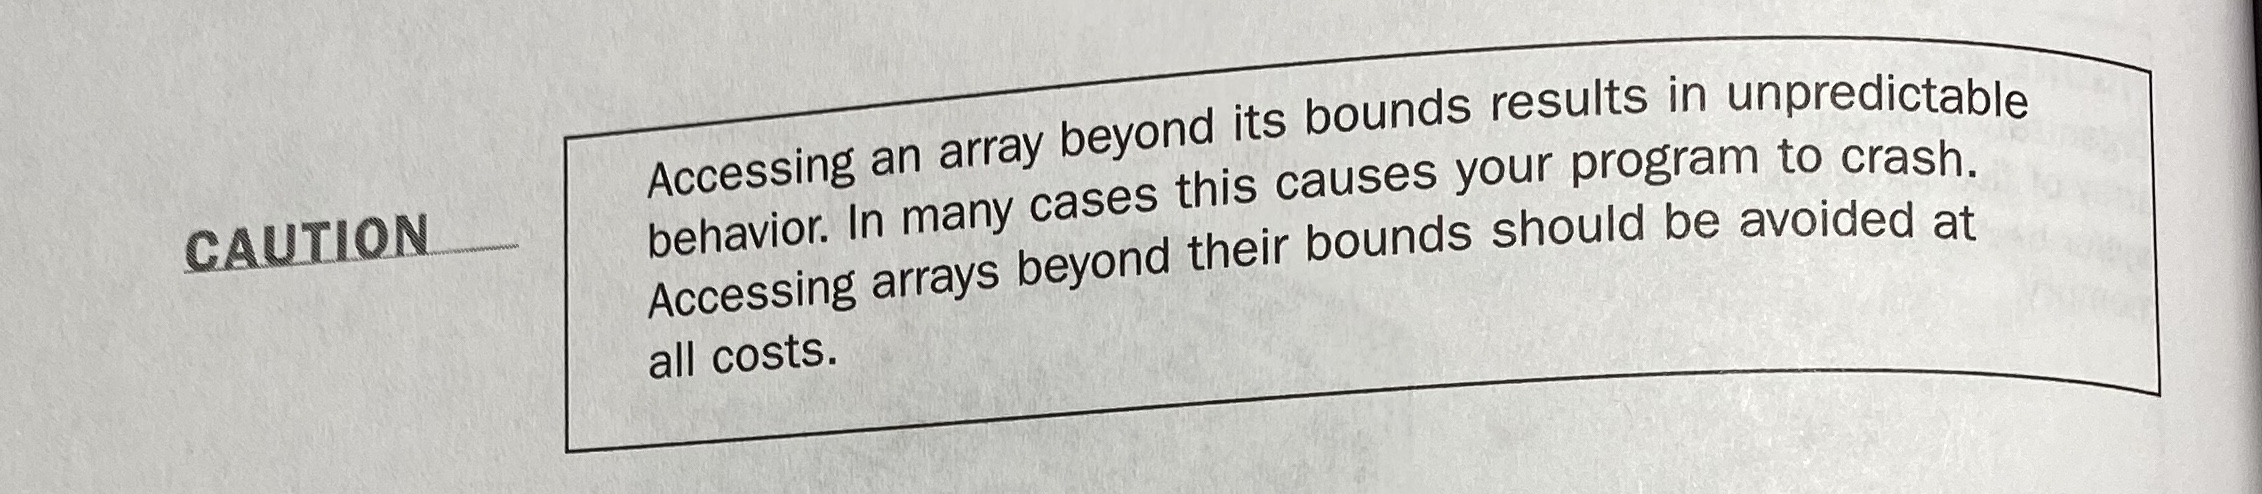 CAUTION
Accessing an array beyond its bounds results in unpredictable
behavior. In many cases this causes your program to crash.
Accessing arrays beyond their bounds should be avoided at
all costs.